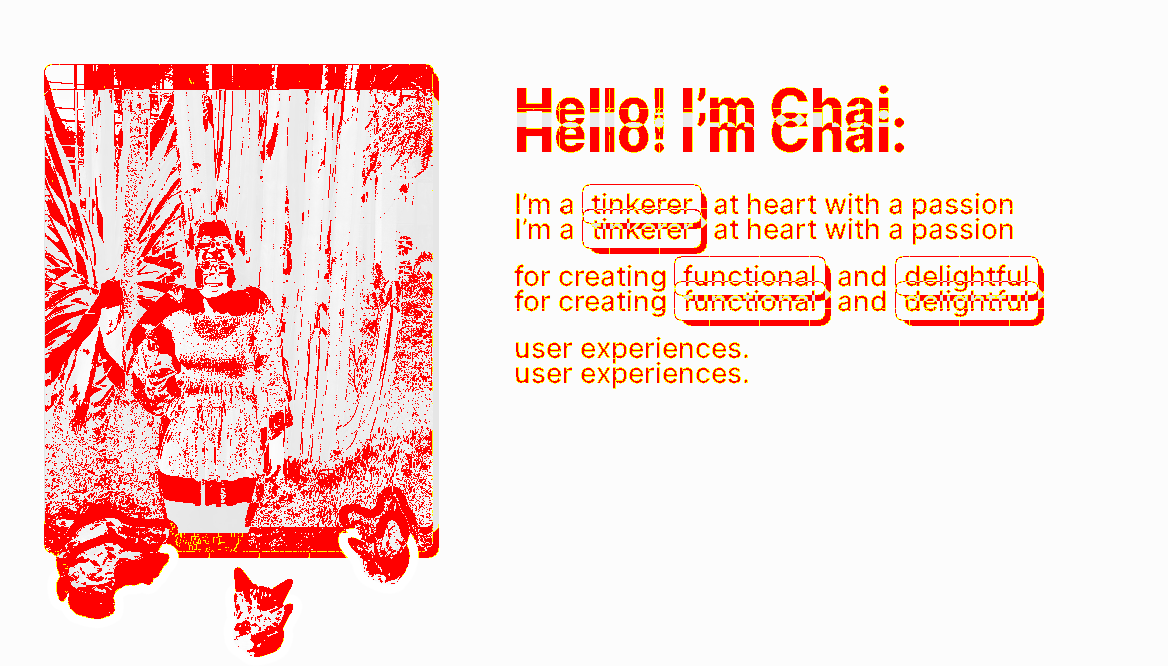 Hello! I'm Chai.
Hello! I'm Chai.
I'm a tinkerer at heart with a passion
I'm a tinkerer at heart with a passion
for creating functional and delightful
for creating functional and delightful
user experiences.
user experiences.